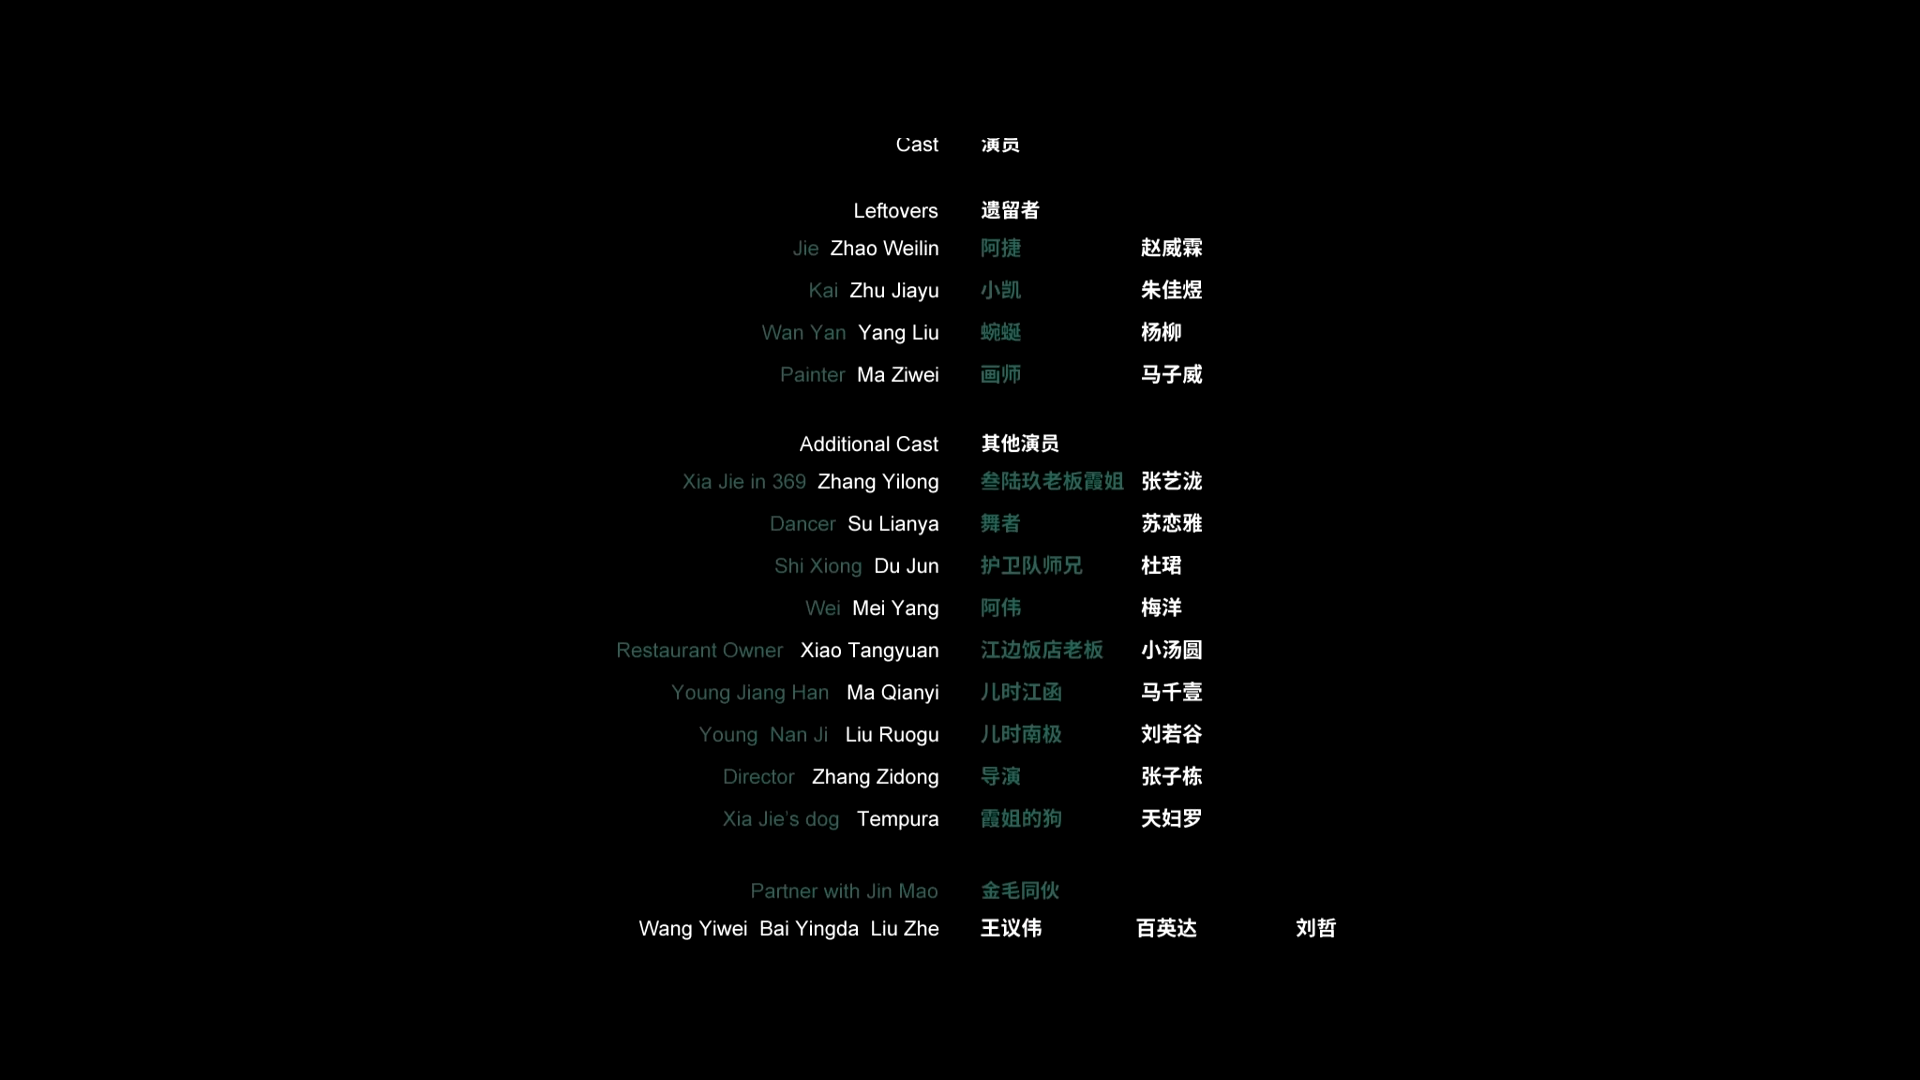 Cast 演员
Leftovers 遗留者
Jie Zhao Weilin 阿捷 赵威霖
Kai Zhu Jiayu 小凯 朱佳煜
Wan Yan Yang Liu 蜿蜒 杨柳
Painter Ma Ziwei 画师 马子威
Additional Cast 其他演员
Xia Jie in 369 Zhang Yilong 叁陆玖老板霞姐 张艺泷
Dancer Su Lianya 舞者 苏恋雅
Shi Xiong Du Jun 护卫队师兄 杜珺
Wei Mei Yang 阿伟 梅洋
Restaurant Owner Xiao Tangyuan 江边饭店老板 小汤圆
Young Jiang Han Ma Qianyi 儿时江函 马千壹
Young Nan Ji Liu Ruogu 儿时南极 刘若谷
Director Zhang Zidong 导演 张子栋
Xia Jie's dog Tempura 霞姐的狗 天妇罗
Partner with Jin Mao 金毛同伙
Wang Yiwei Bai Yingda Liu Zhe 王议伟 百英达 刘哲